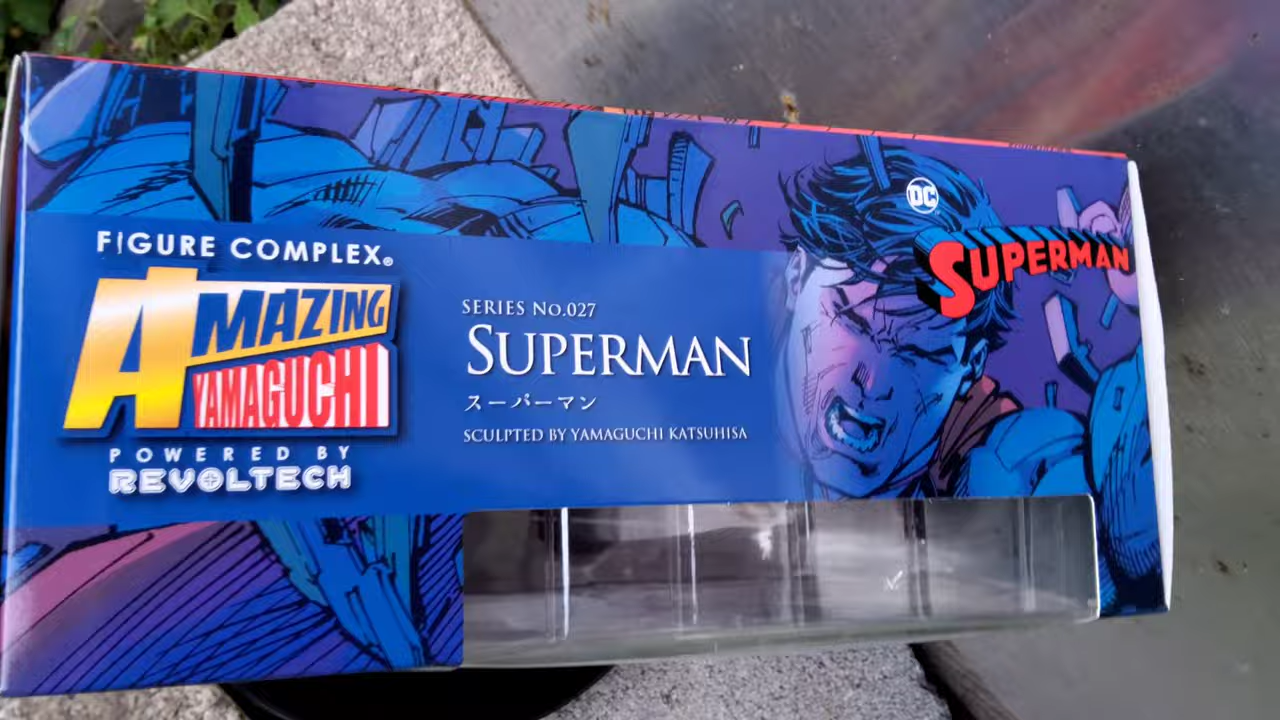 FIGURE COMPLEX®
AMAZING
YAMAGUCHI
POWERED BY
REVOLTECH
SERIES No.027
SUPERMAN
スーパーマン
SCULPTED BY YAMAGUCHI KATSUHISA
DC
SUPERMAN